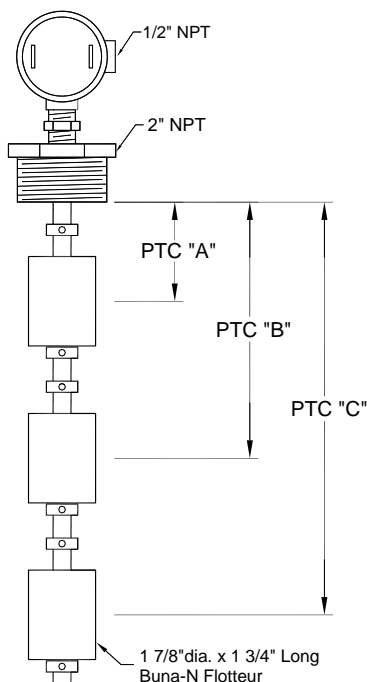 1/2" NPT
2" NPT
PTC "A"
PTC "B"
PTC "C"
1 7/8"dia. x 1 3/4" Long
Buna-N Flotteur